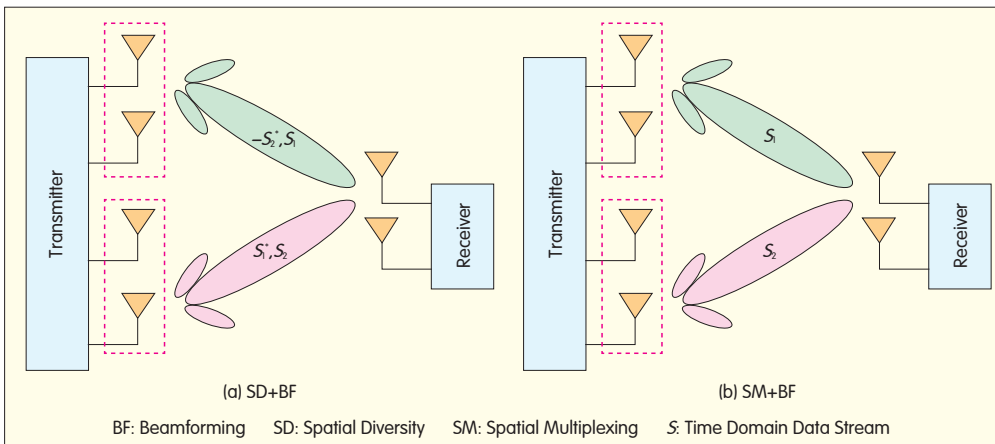 Transmitter
–S₂*,S₁
S₁*,S₂
Receiver
(a) SD+BF
Transmitter
S₁
S₂
Receiver
(b) SM+BF
BF: Beamforming SD: Spatial Diversity SM: Spatial Multiplexing S: Time Domain Data Stream